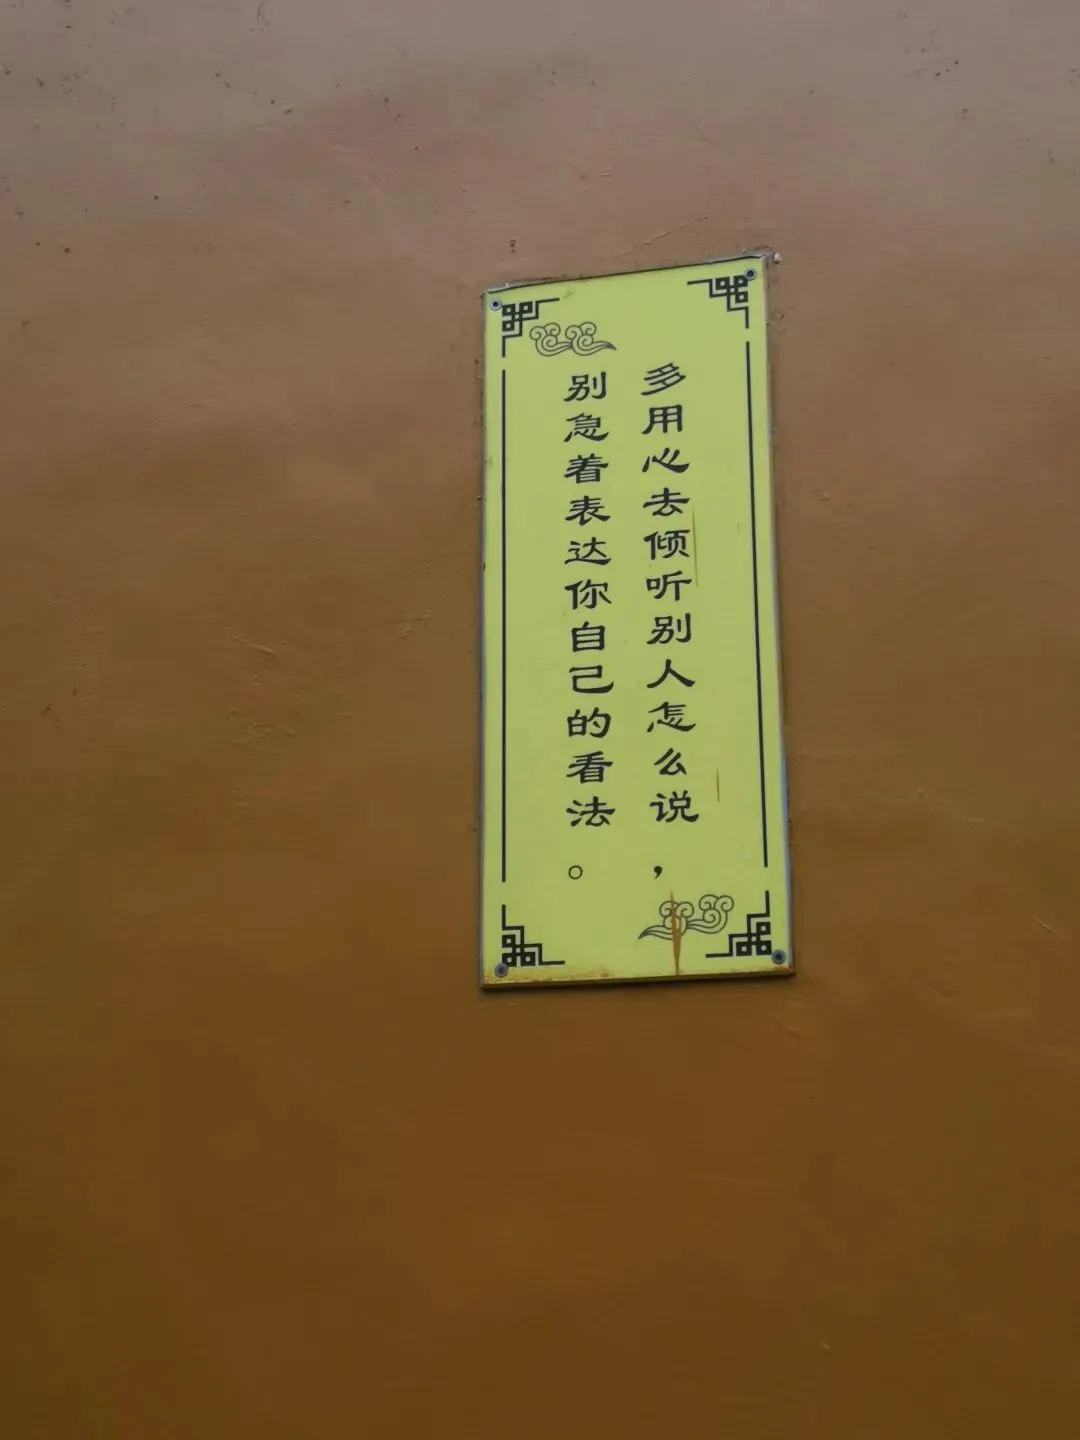 多用心去倾听别人怎么说，
别急着表达你自己的看法。